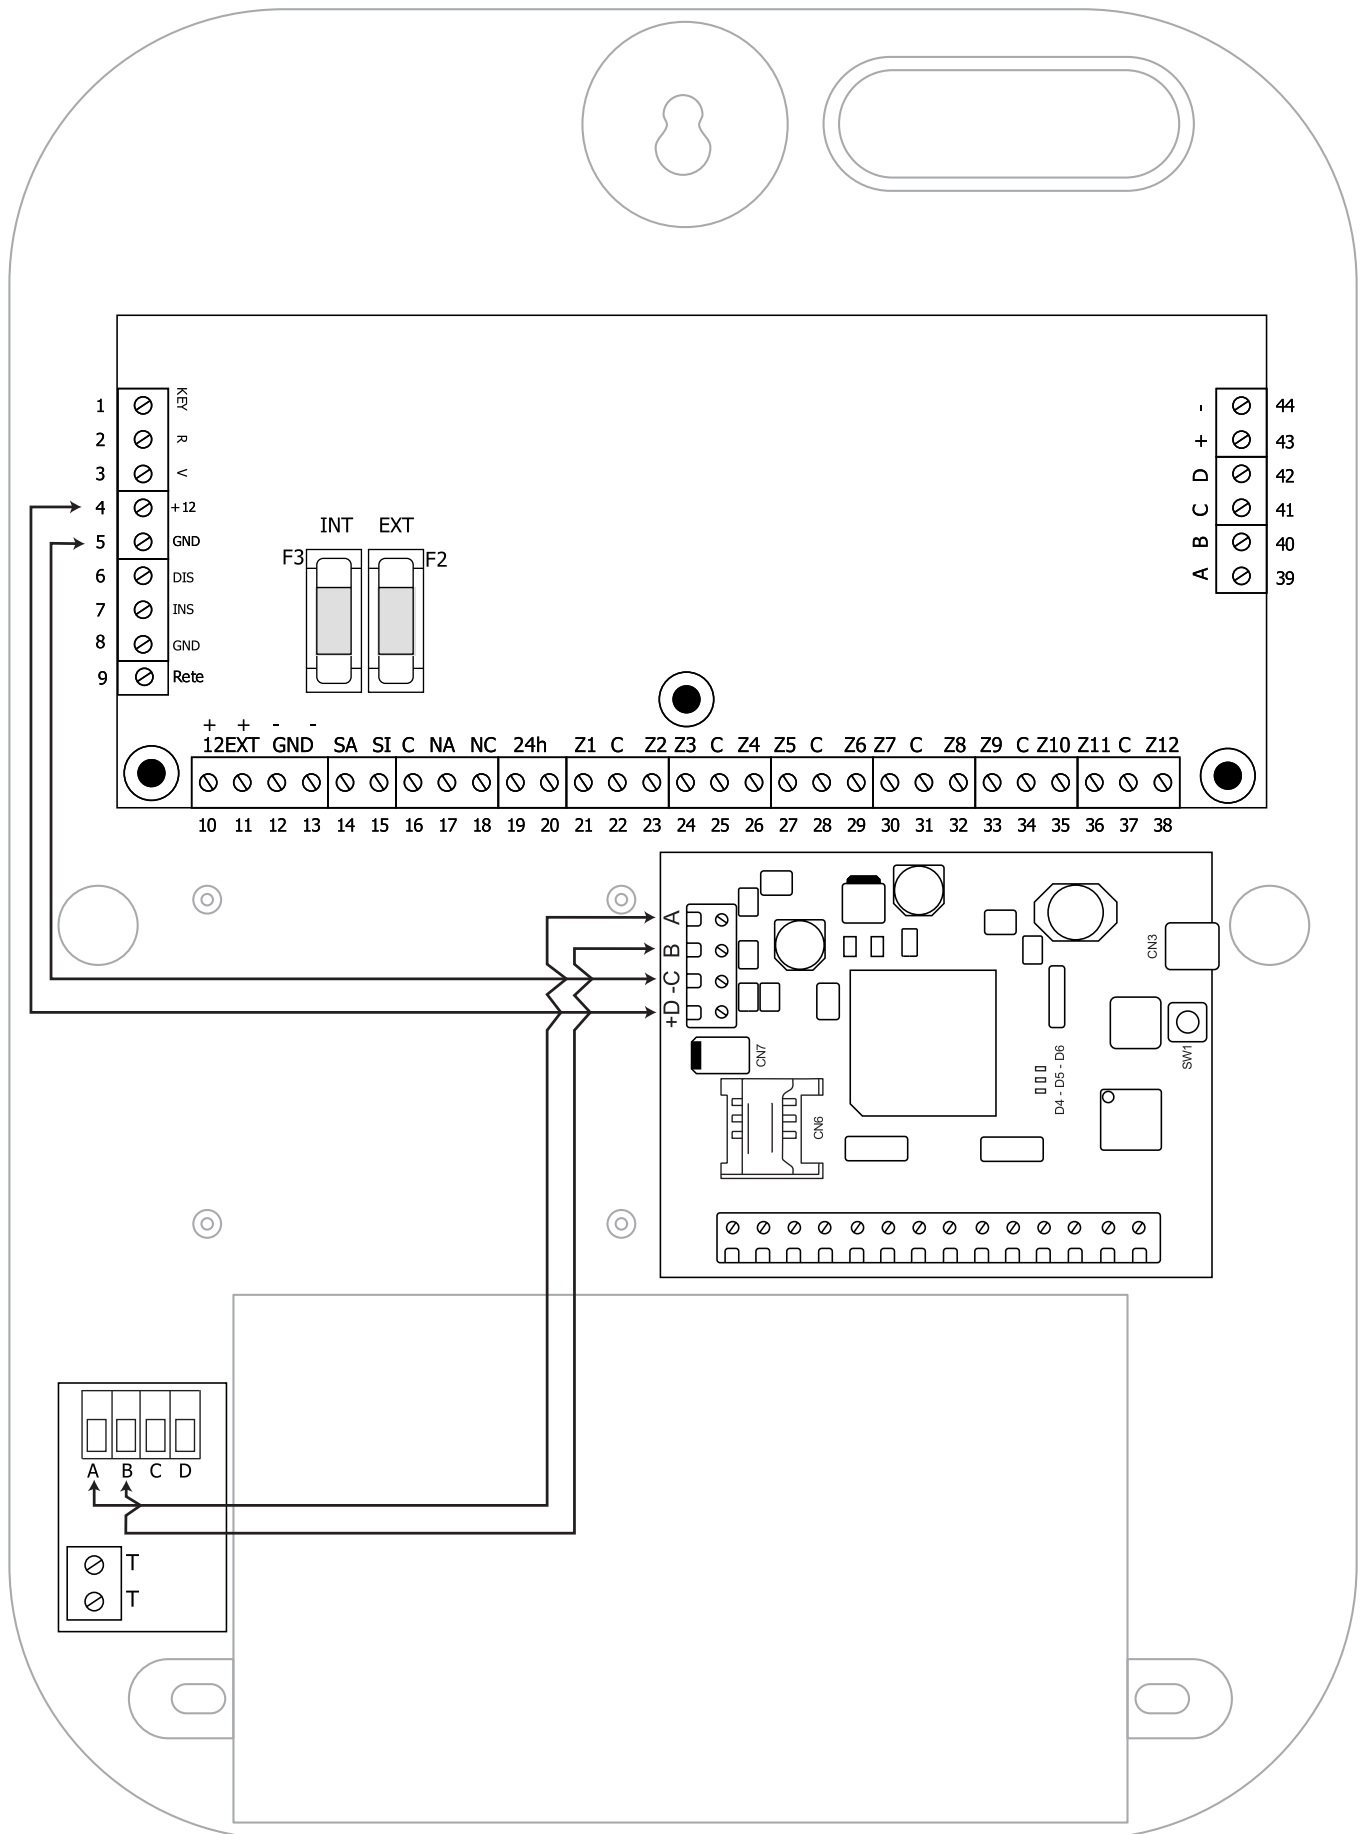 1 KEY
2 R
3 V
4 +12
5 GND
6 DIS
7 INS
8 GND
9 Rete
INT EXT
F3 F2
- 44
+ 43
D 42
C 41
B 40
A 39
+ + - -
12EXT GND SA SI C NA NC 24h Z1 C Z2 Z3 C Z4 Z5 C Z6 Z7 C Z8 Z9 C Z10 Z11 C Z12
10 11 12 13 14 15 16 17 18 19 20 21 22 23 24 25 26 27 28 29 30 31 32 33 34 35 36 37 38
A
B
-C
+D
CN3
SW1
CN7
D4 - D5 - D6
CN6
A B C D
T
T